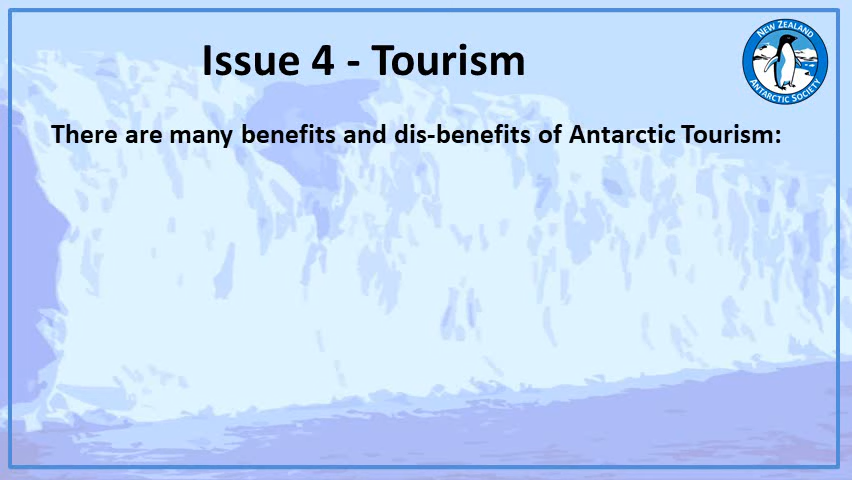 Issue 4 - Tourism
NEW ZEALAND
ANTARCTIC SOCIETY
There are many benefits and dis-benefits of Antarctic Tourism: